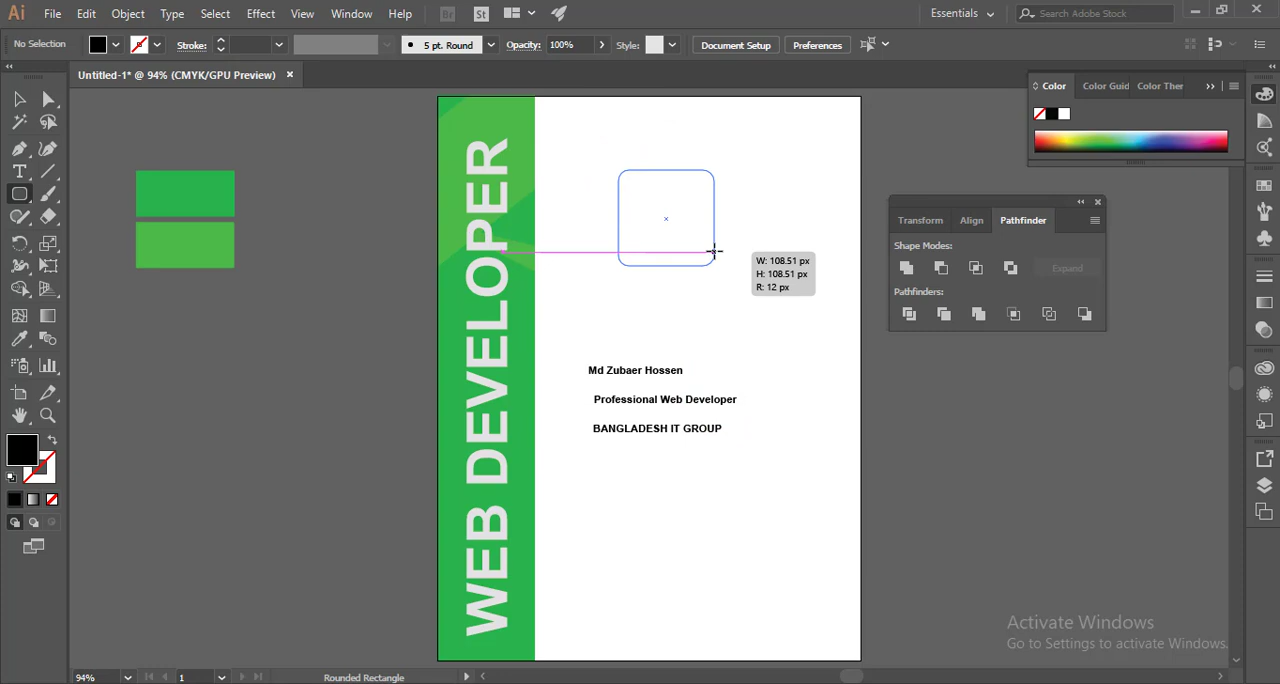 Ai File Edit Object Type Select Effect View Window Help Br St Essentials Search Adobe Stock
No Selection Stroke: 5 pt. Round Opacity: 100% Style: Document Setup Preferences
Untitled-1* @ 94% (CMYK/GPU Preview)
Color Color Guid Color Ther
WEB DEVELOPER
W: 108.51 px
H: 108.51 px
R: 12 px
Transform Align Pathfinder
Shape Modes:
Expand
Pathfinders:
Md Zubaer Hossen
Professional Web Developer
BANGLADESH IT GROUP
Activate Windows
Go to Settings to activate Windows.
94% 1 Rounded Rectangle